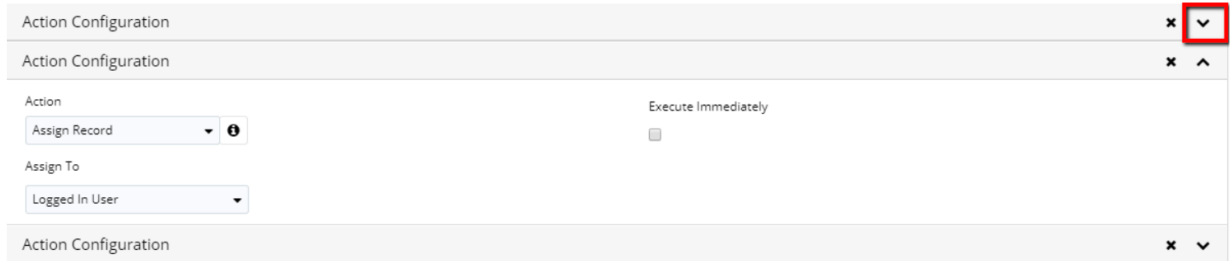 Action Configuration
Action Configuration
Action
Execute Immediately
Assign Record
Assign To
Logged In User
Action Configuration